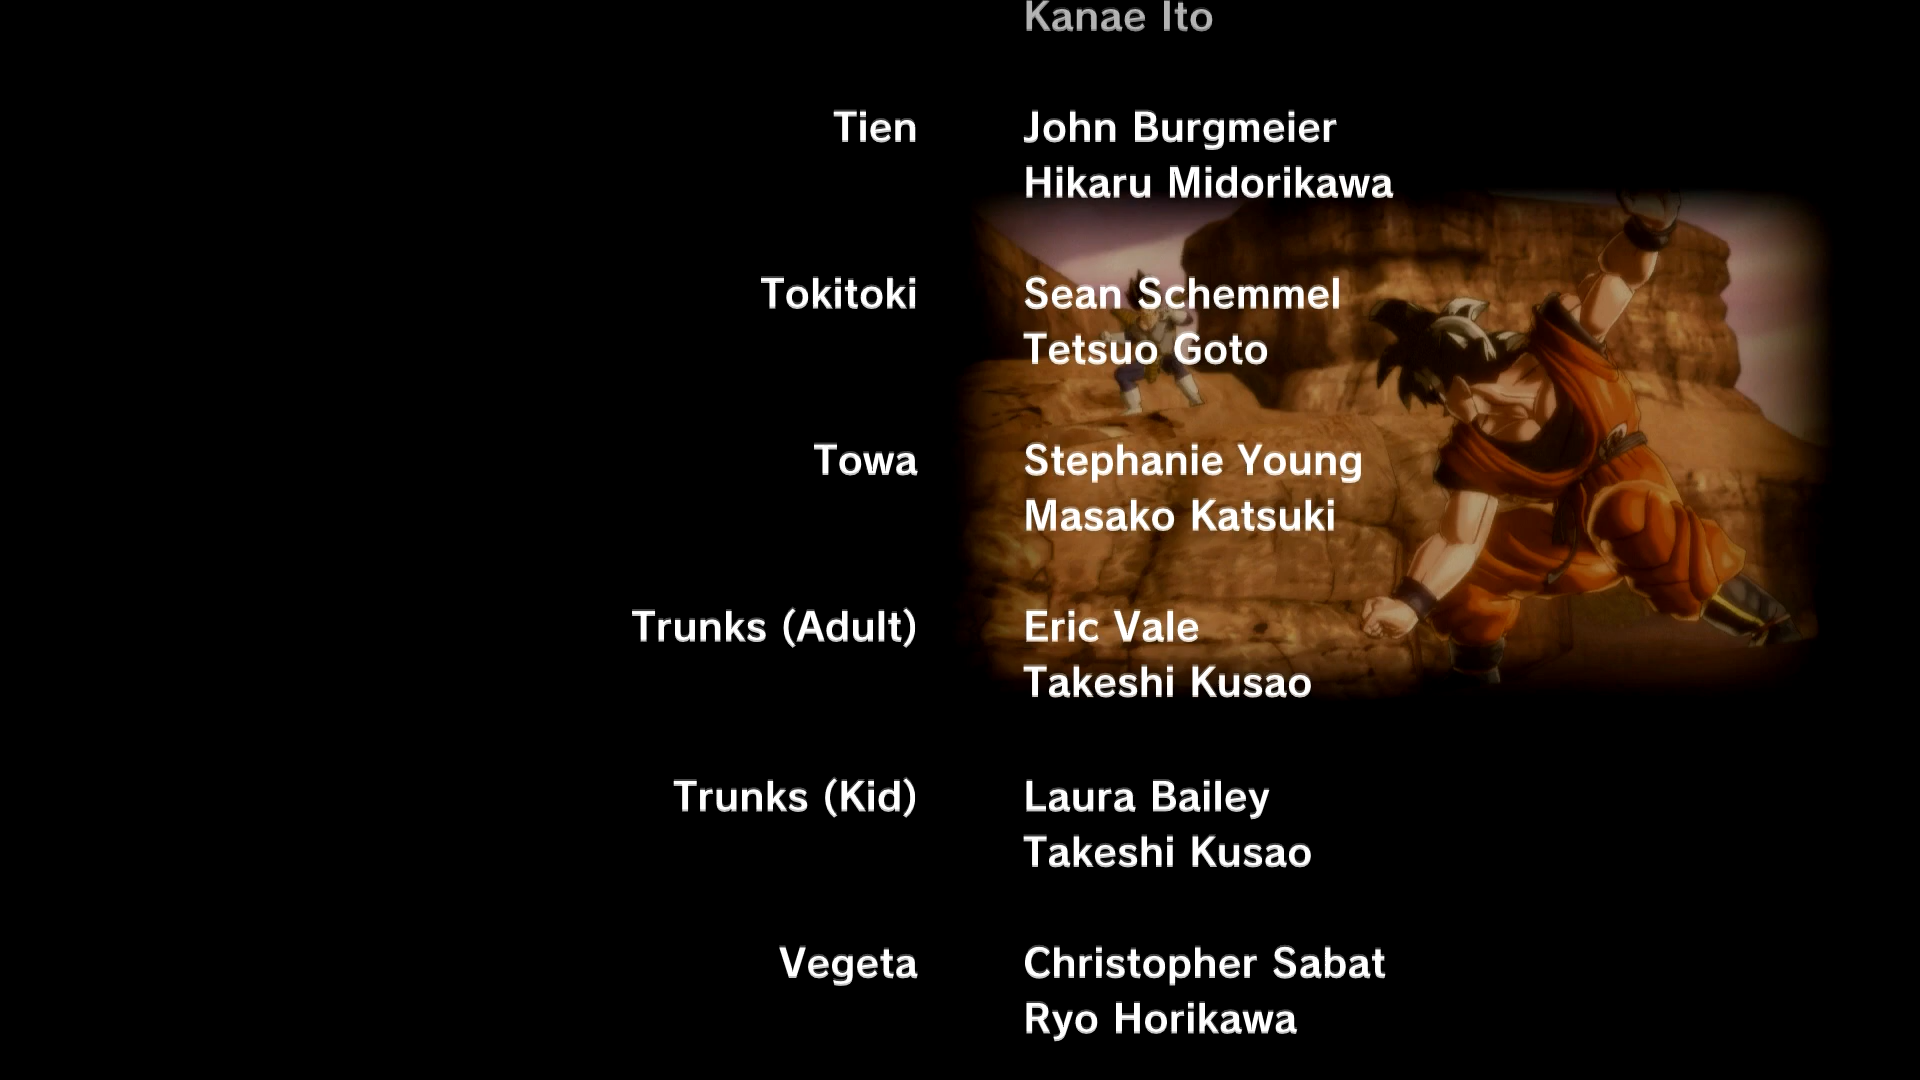 Kanae Ito
Tien John Burgmeier
Hikaru Midorikawa
Tokitoki Sean Schemmel
Tetsuo Goto
Towa Stephanie Young
Masako Katsuki
Trunks (Adult) Eric Vale
Takeshi Kusao
Trunks (Kid) Laura Bailey
Takeshi Kusao
Vegeta Christopher Sabat
Ryo Horikawa